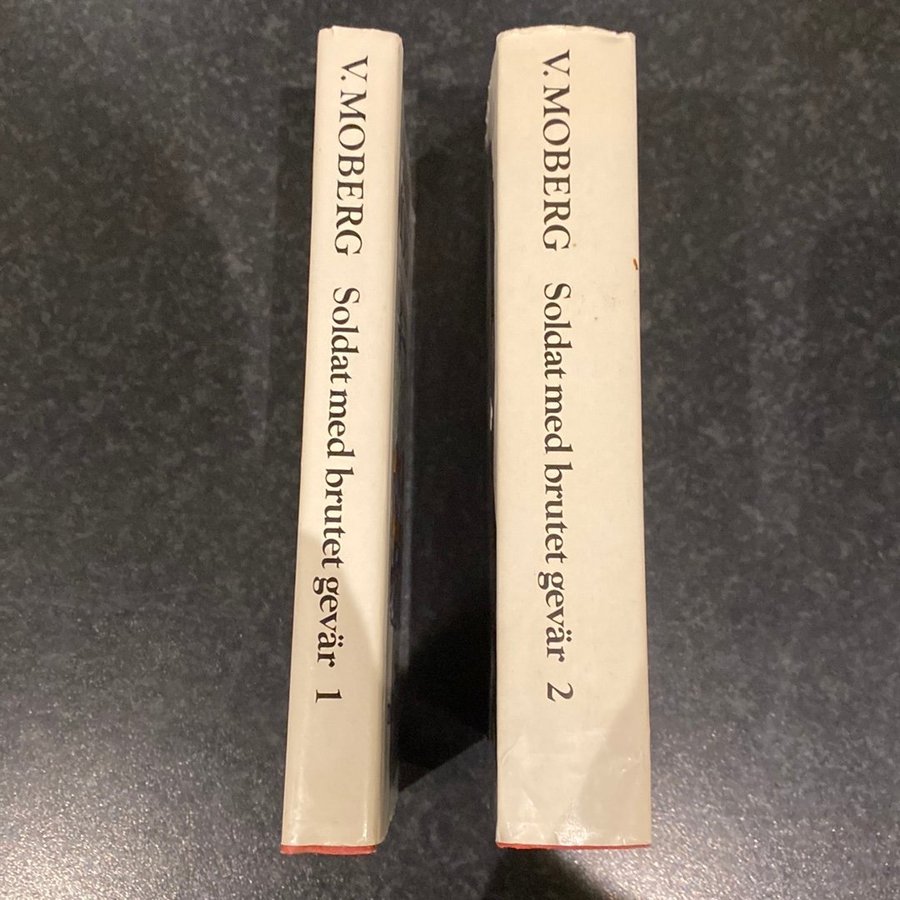 V. MOBERG Soldat med brutet gevär 1
V. MOBERG Soldat med brutet gevär 2